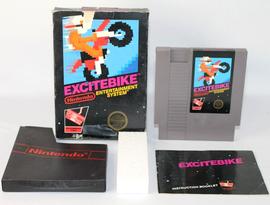 EXCITEBIKE
Nintendo
ENTERTAINMENT
SYSTEM
EXCITEBIKE
Nintendo
EXCITEBIKE
INSTRUCTION BOOKLET